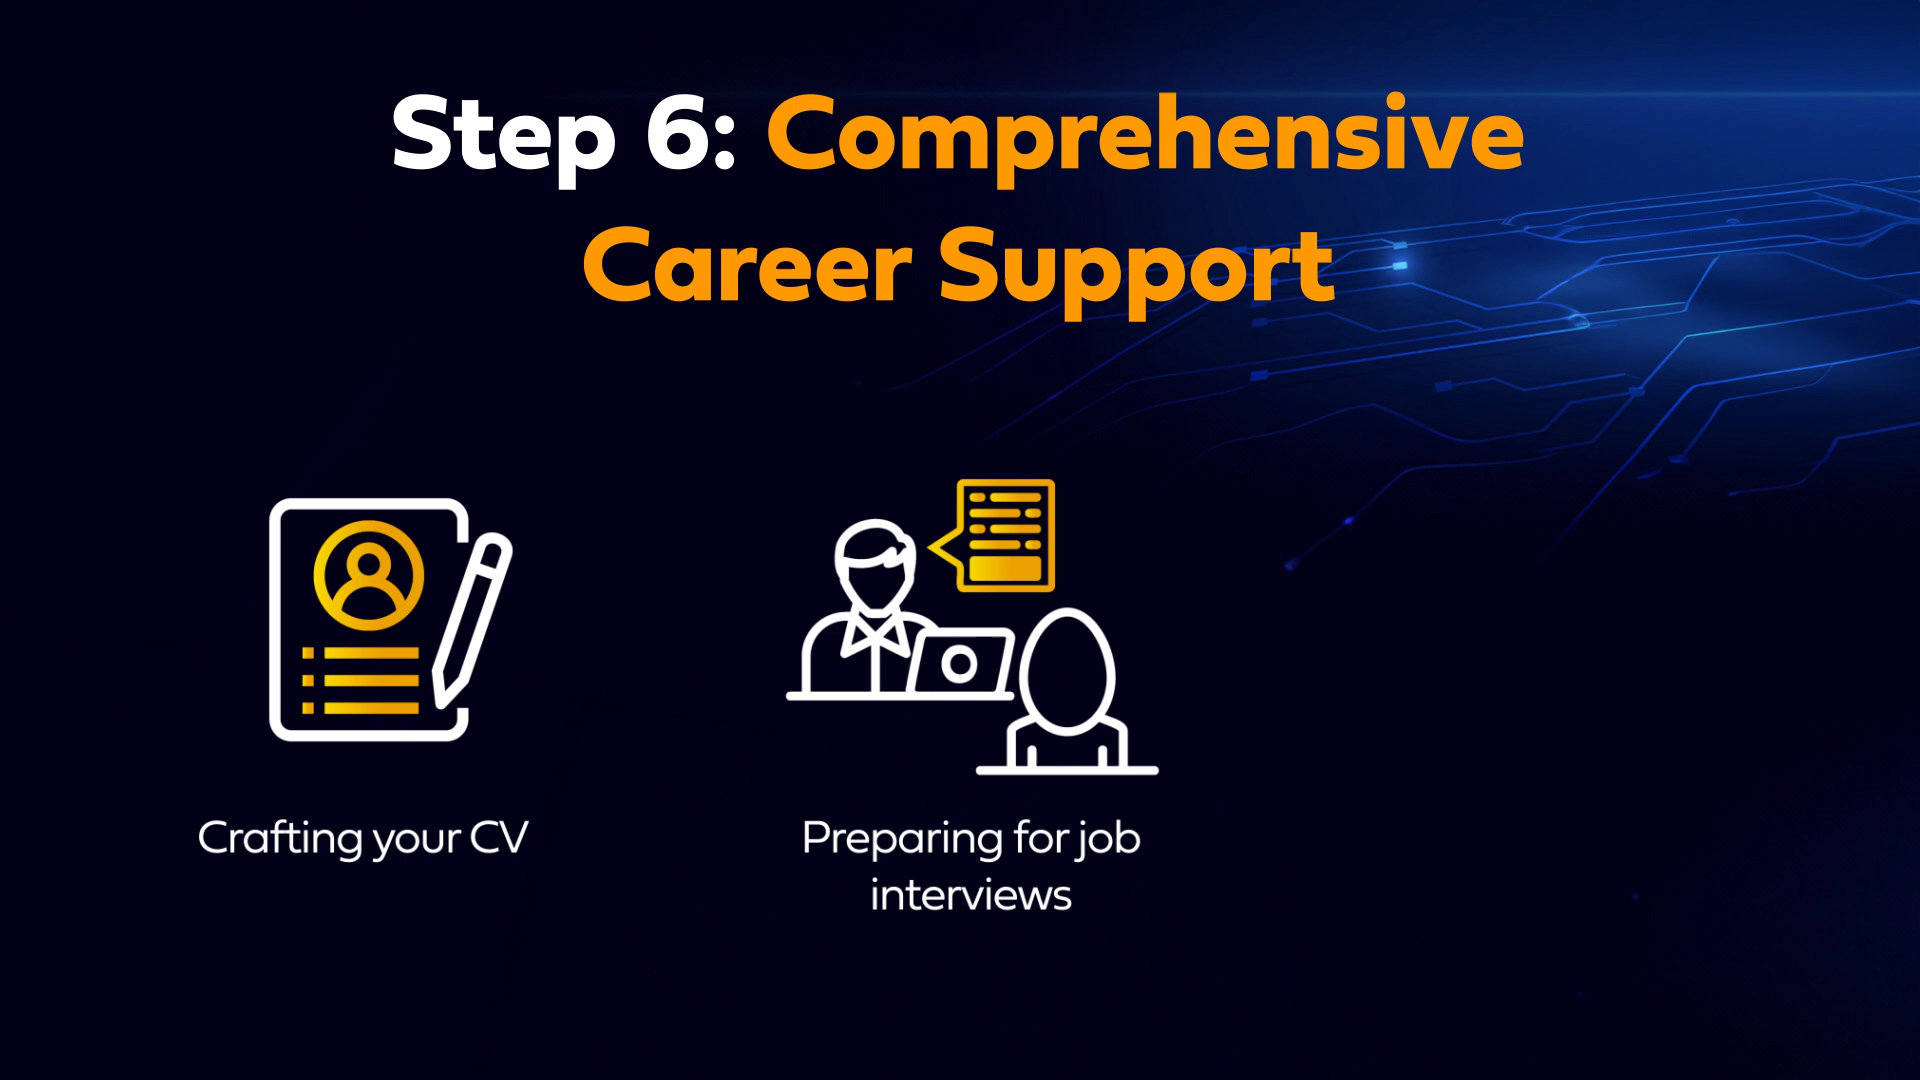 Step 6: Comprehensive
Career Support
Crafting your CV
Preparing for job
interviews